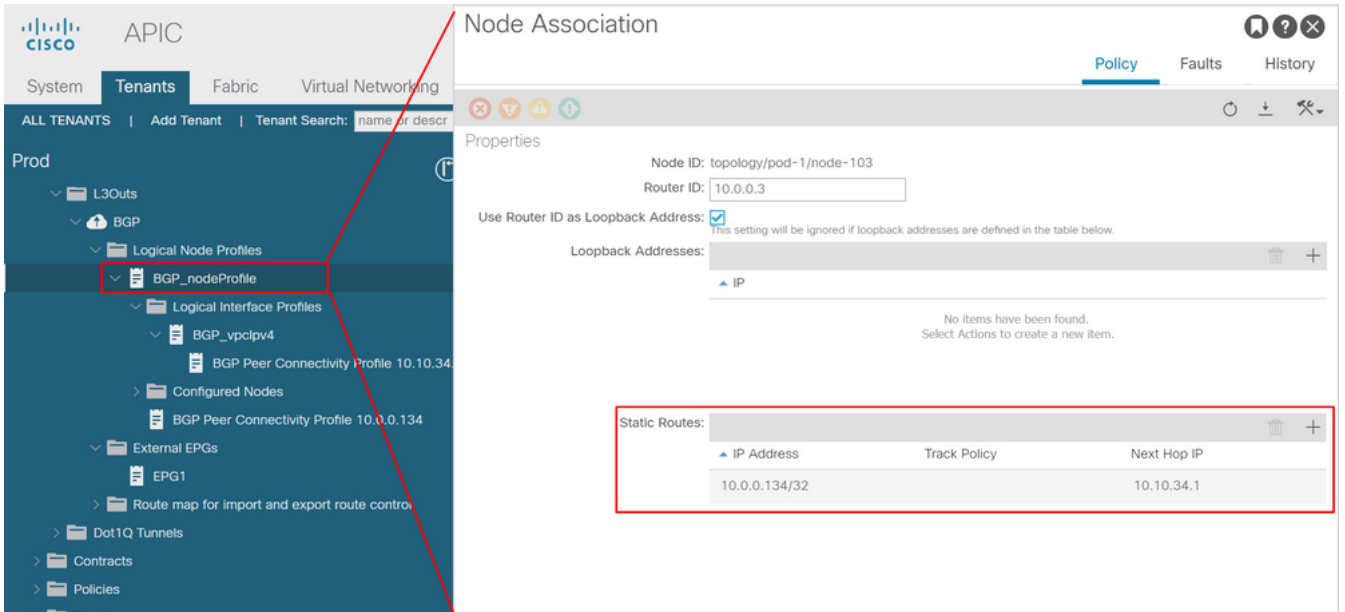 CISCO
APIC
System Tenants Fabric Virtual Networking
ALL TENANTS | Add Tenant | Tenant Search: name or descr
Prod
L3Outs
BGP
Logical Node Profiles
BGP_nodeProfile
Logical Interface Profiles
BGP_vpcIpv4
BGP Peer Connectivity Profile 10.10.34.
Configured Nodes
BGP Peer Connectivity Profile 10.0.0.134
External EPGs
EPG1
Route map for import and export route control
Dot1Q Tunnels
Contracts
Policies
Node Association
Policy Faults History
Properties
Node ID: topology/pod-1/node-103
Router ID: 10.0.0.3
Use Router ID as Loopback Address:
This setting will be ignored if loopback addresses are defined in the table below.
Loopback Addresses:
IP
No items have been found.
Select Actions to create a new item.
Static Routes:
IP Address Track Policy Next Hop IP
10.0.0.134/32 10.10.34.1